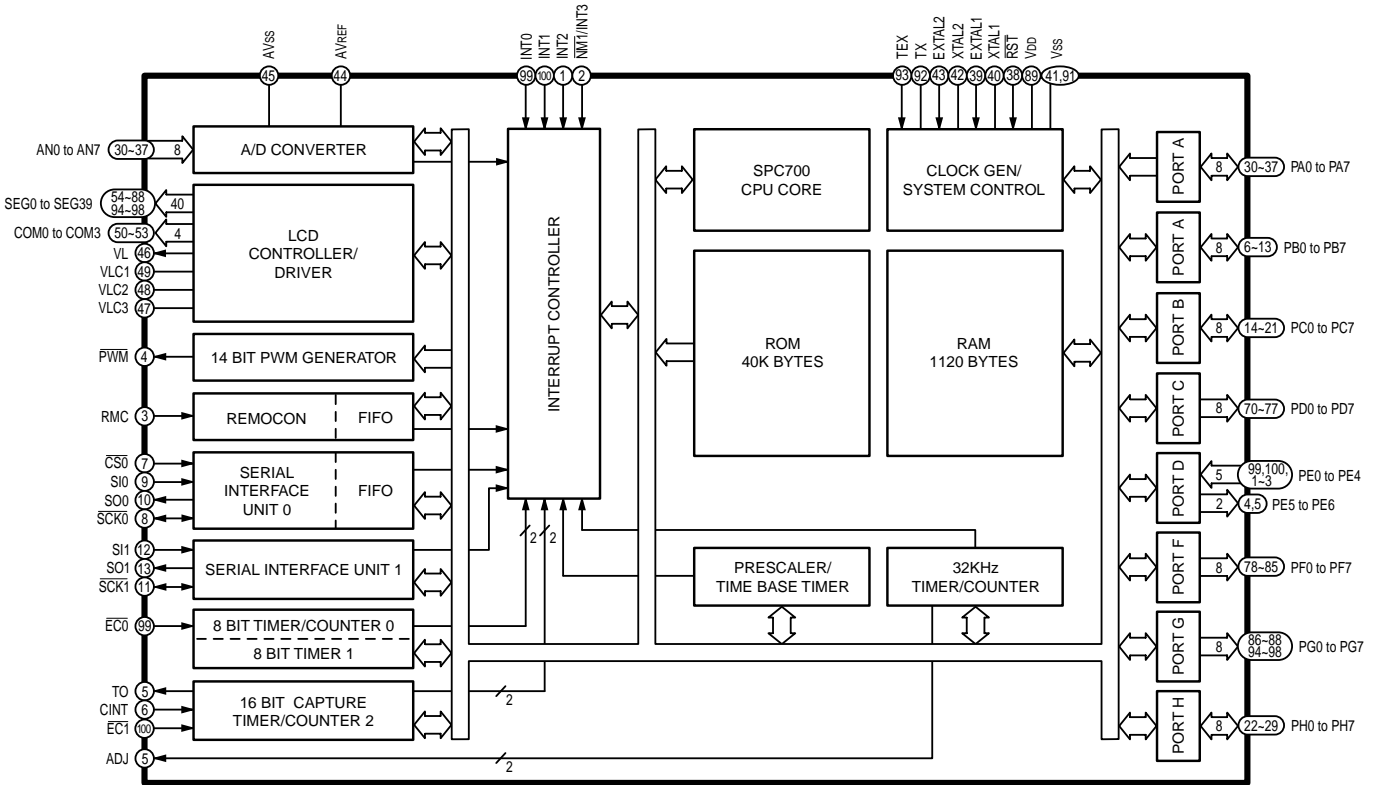 AVSS
AVREF
INT0
INT1
INT2
NM1/INT3
TEX
TX
EXTAL2
XTAL2
EXTAL1
XTAL1
RST
VDD
VSS
45
44
99
100
1
2
93
92
43
42
39
40
38
89
41,91
AN0 to AN7
30~37
8
A/D CONVERTER
SEG0 to SEG39
54~88
94~98
40
COM0 to COM3
50~53
4
VL
46
VLC1
49
VLC2
48
VLC3
47
LCD
CONTROLLER/
DRIVER
PWM
4
14 BIT PWM GENERATOR
RMC
3
REMOCON
FIFO
CS0
7
SI0
9
SO0
10
SCK0
8
SERIAL
INTERFACE
UNIT 0
FIFO
SI1
12
SO1
13
SCK1
11
SERIAL INTERFACE UNIT 1
EC0
99
8 BIT TIMER/COUNTER 0
8 BIT TIMER 1
TO
5
CINT
6
EC1
100
16 BIT CAPTURE
TIMER/COUNTER 2
2
ADJ
5
2
INTERRUPT CONTROLLER
2
2
SPC700
CPU CORE
CLOCK GEN/
SYSTEM CONTROL
ROM
40K BYTES
RAM
1120 BYTES
PRESCALER/
TIME BASE TIMER
32KHz
TIMER/COUNTER
PORT A
8
30~37
PA0 to PA7
PORT A
8
6~13
PB0 to PB7
PORT B
8
14~21
PC0 to PC7
PORT C
8
70~77
PD0 to PD7
PORT D
5
99,100,
1~3
PE0 to PE4
2
4,5
PE5 to PE6
PORT F
8
78~85
PF0 to PF7
PORT G
8
86~88
94~98
PG0 to PG7
PORT H
8
22~29
PH0 to PH7